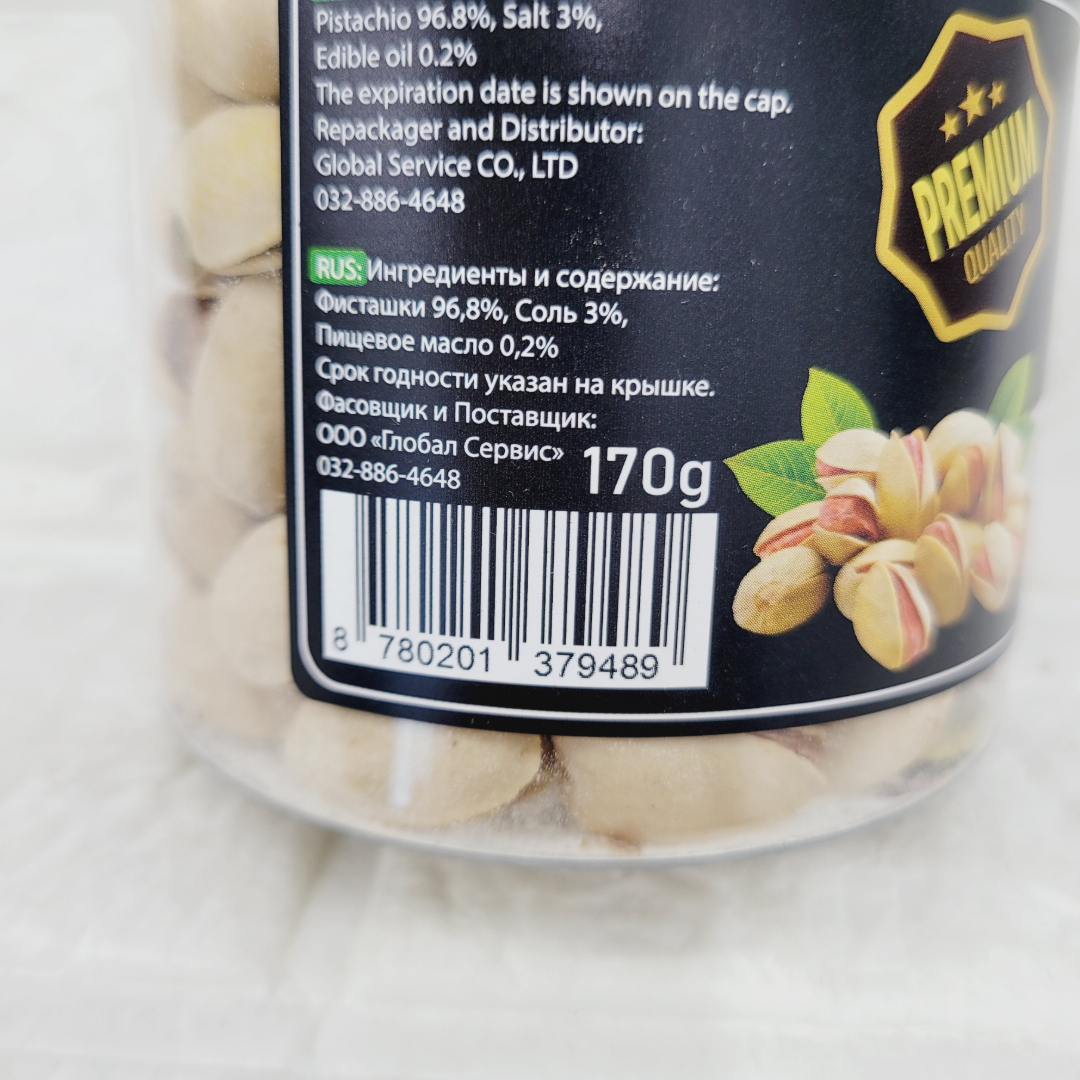 Pistachio 96.8%, Salt 3%,
Edible oil 0.2%
The expiration date is shown on the cap.
Repackager and Distributor:
Global Service CO., LTD
032-886-4648
PREMIUM
QUALITY
RUS: Ингредиенты и содержание:
Фисташки 96,8%, Соль 3%,
Пищевое масло 0,2%
Срок годности указан на крышке.
Фасовщик и Поставщик:
ООО «Глобал Сервис»
032-886-4648
170g
8 780201 379489